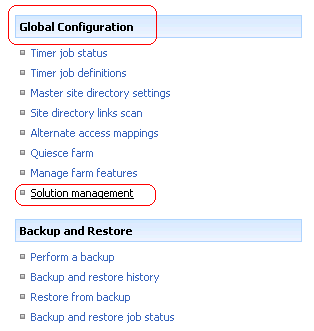 Global Configuration
Timer job status
Timer job definitions
Master site directory settings
Site directory links scan
Alternate access mappings
Quiesce farm
Manage farm features
Solution management
Backup and Restore
Perform a backup
Backup and restore history
Restore from backup
Backup and restore job status